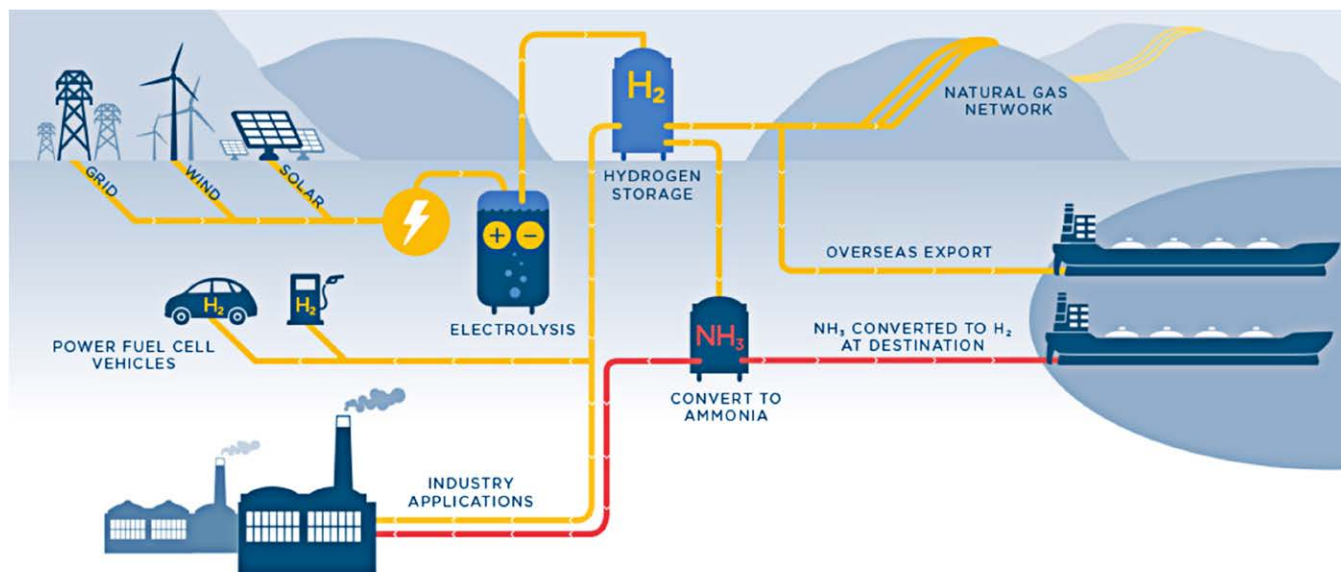 H₂
NATURAL GAS
NETWORK
GRID
WIND
SOLAR
HYDROGEN
STORAGE
+ −
OVERSEAS EXPORT
H₂
H₂
ELECTROLYSIS
POWER FUEL CELL
VEHICLES
NH₃
NH₃ CONVERTED TO H₂
AT DESTINATION
CONVERT TO
AMMONIA
INDUSTRY
APPLICATIONS